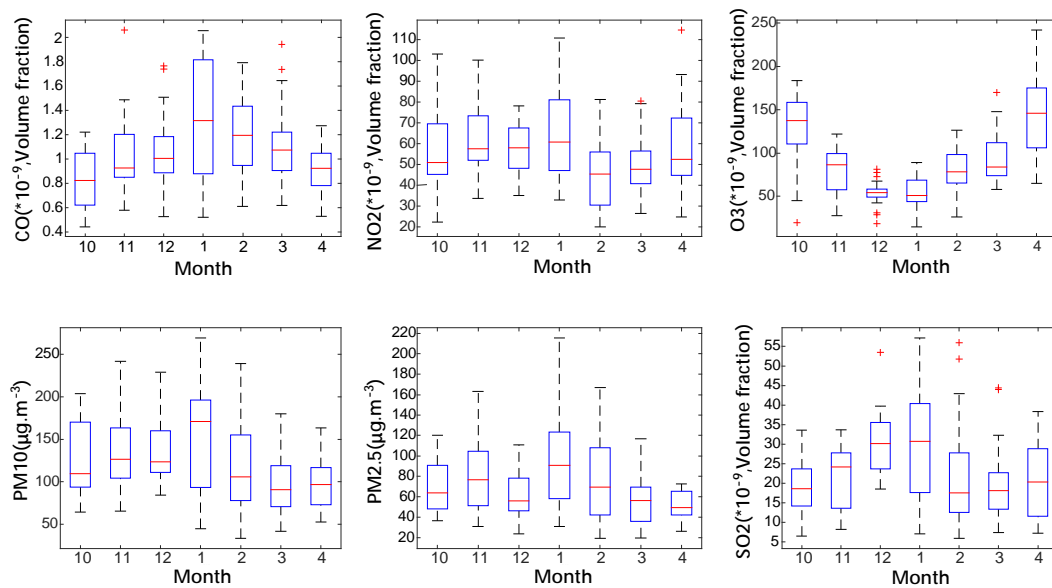 CO(*10^-9,Volume fraction)
2
1.8
1.6
1.4
1.2
1
0.8
0.6
0.4
10 11 12 1 2 3 4
Month
NO2(*10^-9,Volume fraction)
110
100
90
80
70
60
50
40
30
20
10 11 12 1 2 3 4
Month
O3(*10^-9,Volume fraction)
250
200
150
100
50
10 11 12 1 2 3 4
Month
PM10(μg.m^-3)
250
200
150
100
50
10 11 12 1 2 3 4
Month
PM2.5(μg.m^-3)
220
200
180
160
140
120
100
80
60
40
20
10 11 12 1 2 3 4
Month
SO2(*10^-9,Volume fraction)
55
50
45
40
35
30
25
20
15
10
5
10 11 12 1 2 3 4
Month